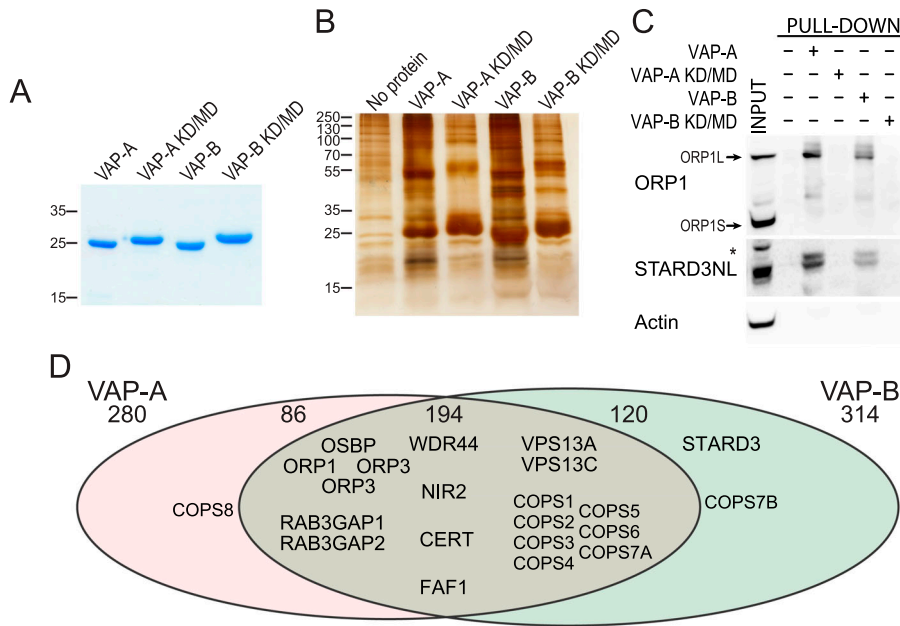 A
VAP-A
VAP-A KD/MD
VAP-B
VAP-B KD/MD
35
25
15
B
No protein
VAP-A
VAP-A KD/MD
VAP-B
VAP-B KD/MD
250
130
100
70
55
35
25
15
C
PULL-DOWN
VAP-A - + - - -
VAP-A KD/MD - - + - -
VAP-B - - - + -
VAP-B KD/MD - - - - +
INPUT
ORP1L
ORP1
ORP1S
*
STARD3NL
Actin
D
VAP-A
VAP-B
280 86 194 120 314
OSBP WDR44 VPS13A STARD3
ORP1 ORP3 VPS13C
ORP3 NIR2
COPS8 COPS1 COPS5 COPS7B
RAB3GAP1 COPS2 COPS6
RAB3GAP2 CERT COPS3 COPS7A
COPS4
FAF1